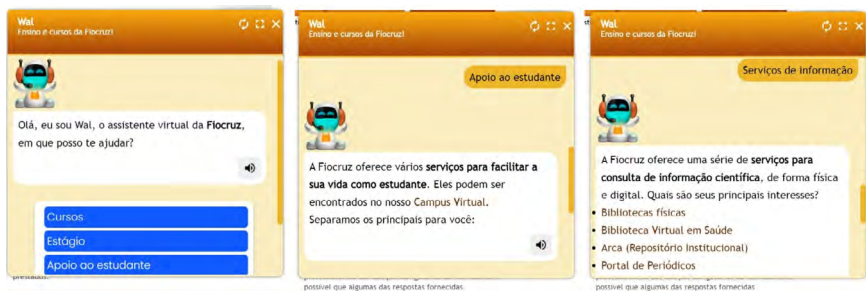 Wal
Ensino e cursos da Fiocruz!
Olá, eu sou Wal, o assistente virtual da Fiocruz,
em que posso te ajudar?
Cursos
Estágio
Apoio ao estudante
prestados.
Wal
Ensino e cursos da Fiocruz!
Apoio ao estudante
A Fiocruz oferece vários serviços para facilitar a
sua vida como estudante. Eles podem ser
encontrados no nosso Campus Virtual.
Separamos os principais para você:
possível que algumas das respostas fornecidas
Wal
Ensino e cursos da Fiocruz!
Serviços de informação
A Fiocruz oferece uma série de serviços para
consulta de informação científica, de forma física
e digital. Quais são seus principais interesses?
• Bibliotecas físicas
• Biblioteca Virtual em Saúde
• Arca (Repositório Institucional)
• Portal de Periódicos
possível que algumas das respostas fornecidas